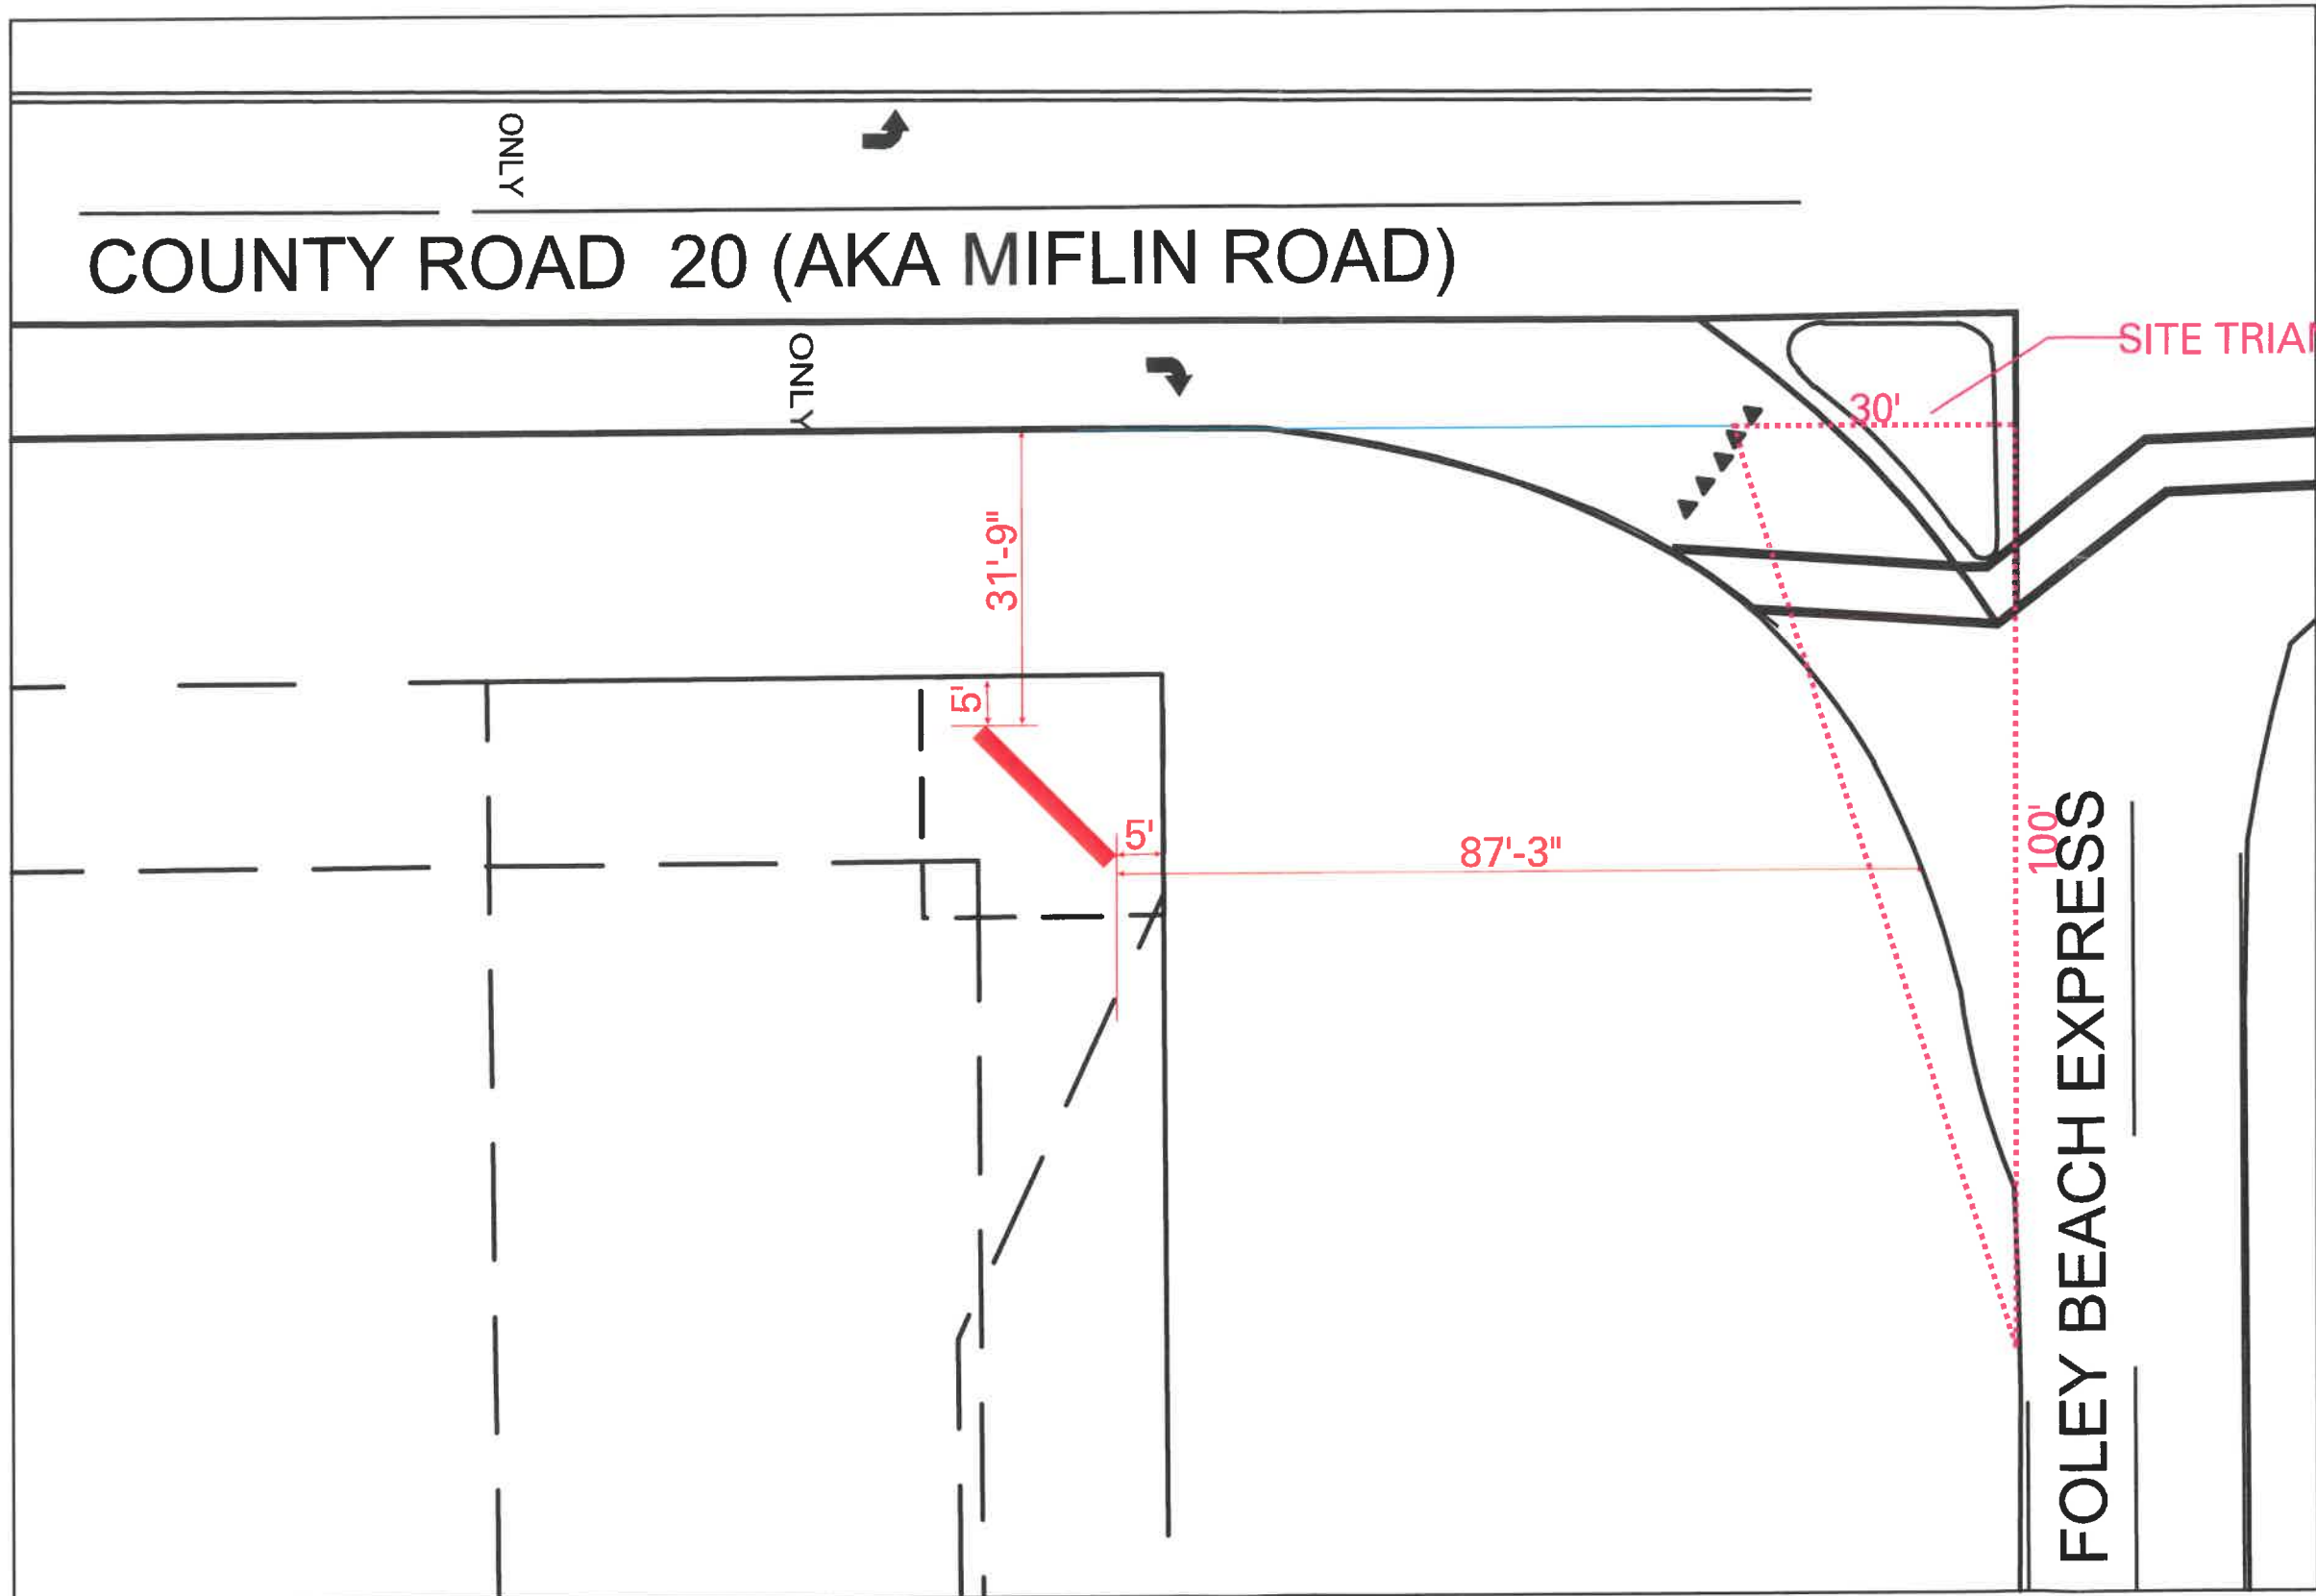 ONLY
COUNTY ROAD 20 (AKA MIFLIN ROAD)
ONLY
SITE TRIAN
30'
31'-9"
5'
5'
87'-3"
100'
FOLEY BEACH EXPRESS